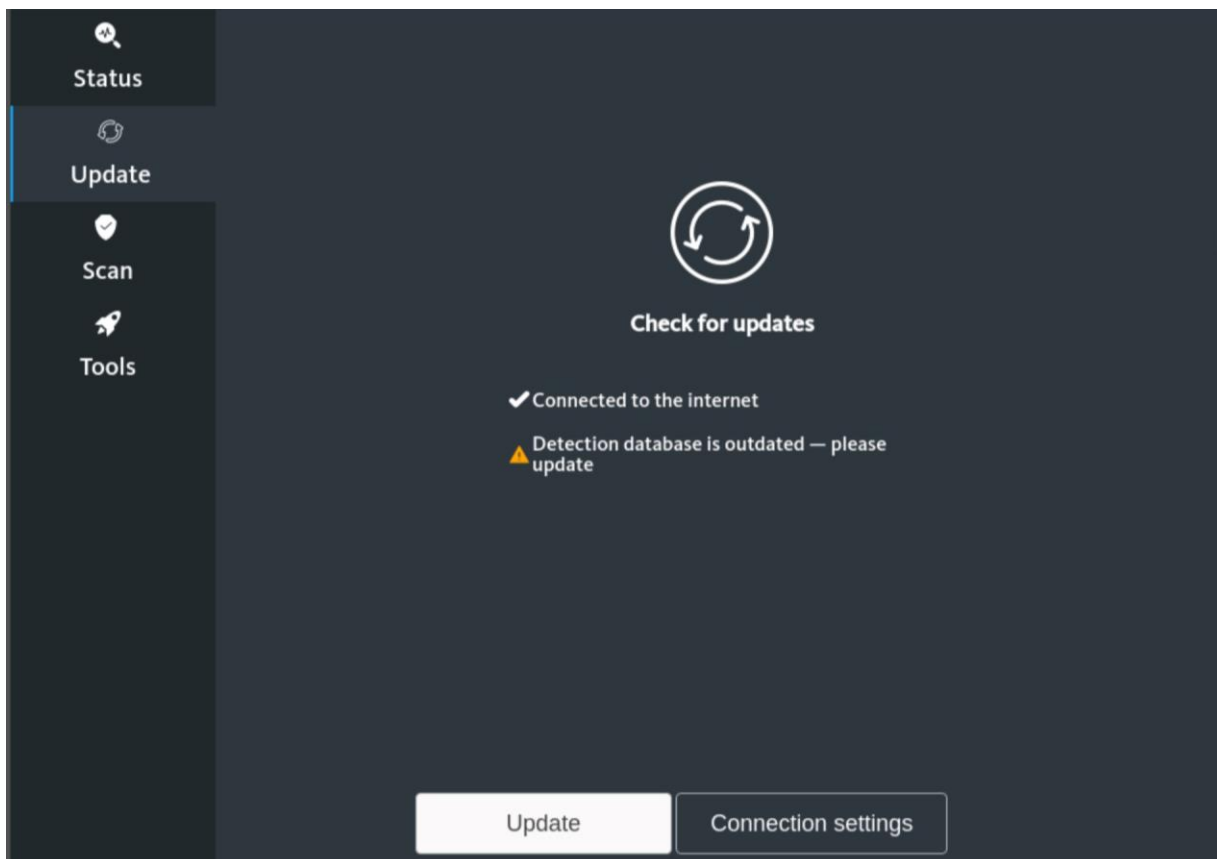 Status
Update
Scan
Tools
Check for updates
Connected to the internet
Detection database is outdated — please
update
Update
Connection settings